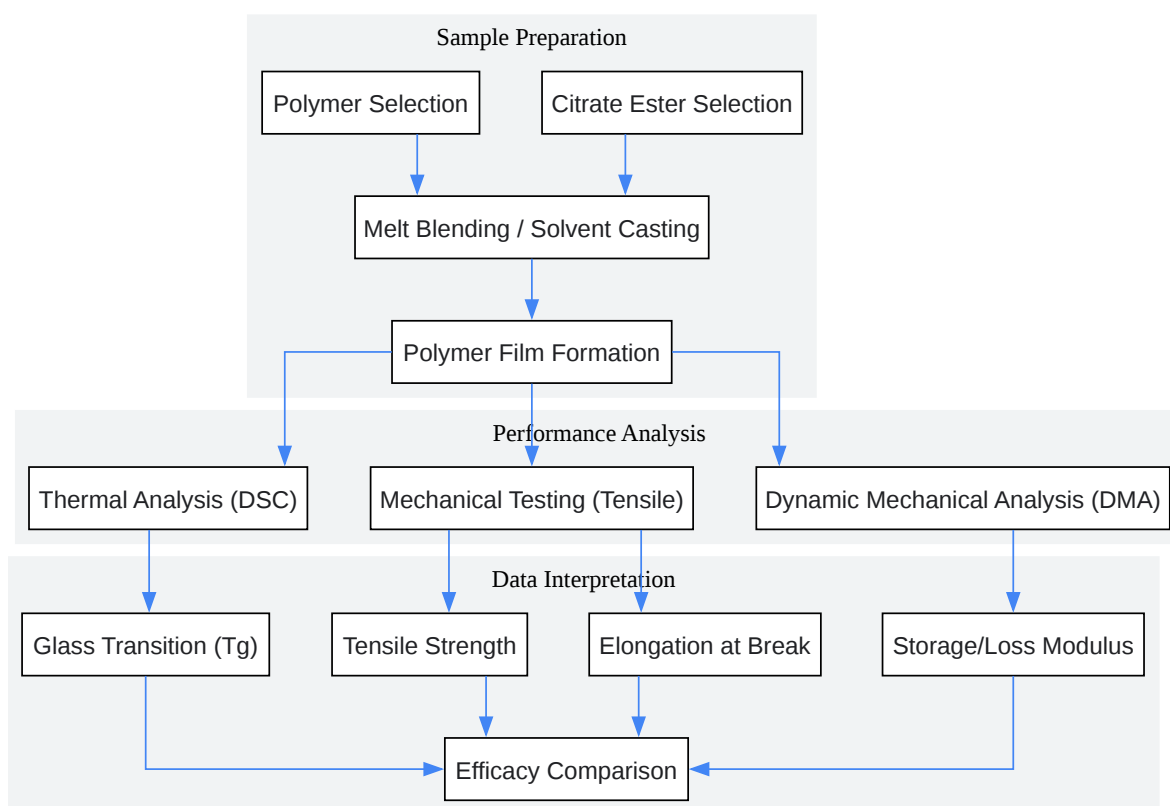 Sample Preparation
Polymer Selection
Citrate Ester Selection
Melt Blending / Solvent Casting
Polymer Film Formation
Performance Analysis
Thermal Analysis (DSC)
Mechanical Testing (Tensile)
Dynamic Mechanical Analysis (DMA)
Data Interpretation
Glass Transition (Tg)
Tensile Strength
Elongation at Break
Storage/Loss Modulus
Efficacy Comparison